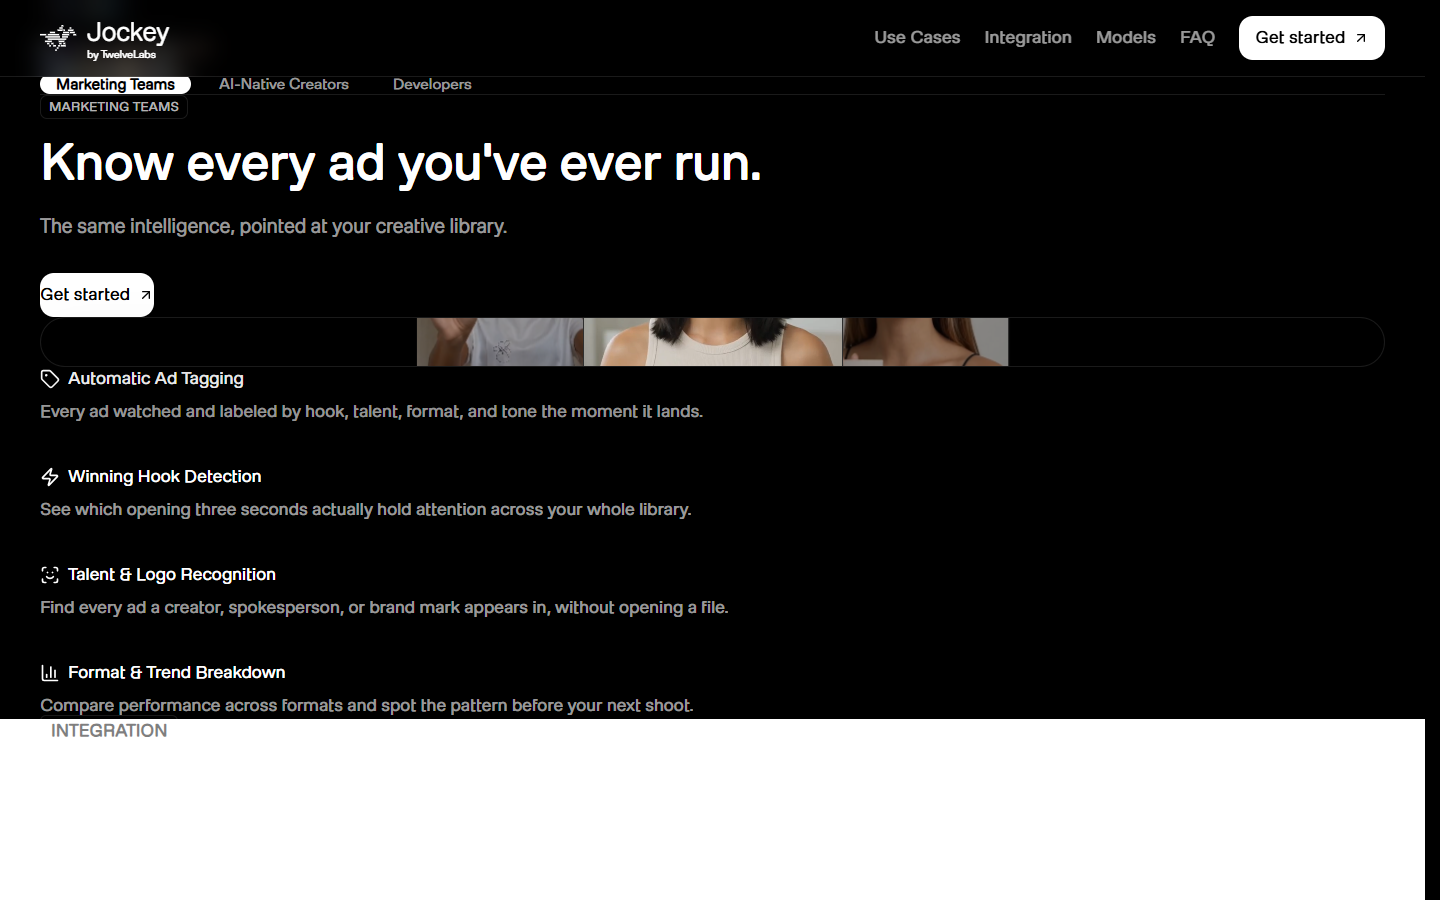 Jockey
by TwelveLabs
Use Cases
Integration
Models
FAQ
Get started
Marketing Teams
AI-Native Creators
Developers
MARKETING TEAMS
Know every ad you've ever run.
The same intelligence, pointed at your creative library.
Get started
Automatic Ad Tagging
Every ad watched and labeled by hook, talent, format, and tone the moment it lands.
Winning Hook Detection
See which opening three seconds actually hold attention across your whole library.
Talent & Logo Recognition
Find every ad a creator, spokesperson, or brand mark appears in, without opening a file.
Format & Trend Breakdown
Compare performance across formats and spot the pattern before your next shoot.
INTEGRATION